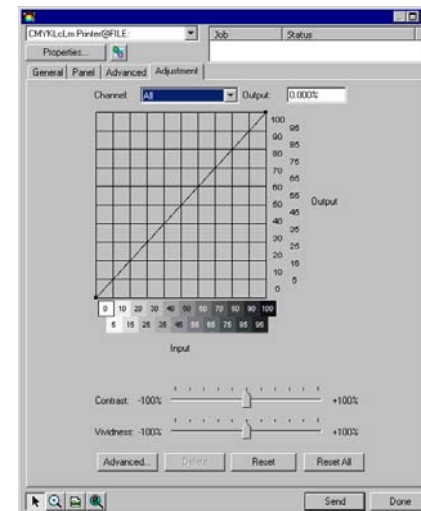 CMYKLcLm Printer@FILE: Job Status
Properties...
General Panel Advanced Adjustment
Channel: All Output: 0.000%
100
95
90
85
80
75
70
65
60
55
50
45
40
35
30
25
20
15
10
5
0
Output
0 10 20 30 40 50 60 70 80 90 100
5 15 25 35 45 55 65 75 85 95
Input
Contrast: -100% +100%
Vividness: -100% +100%
Advanced... Delete Reset Reset All
Send Done